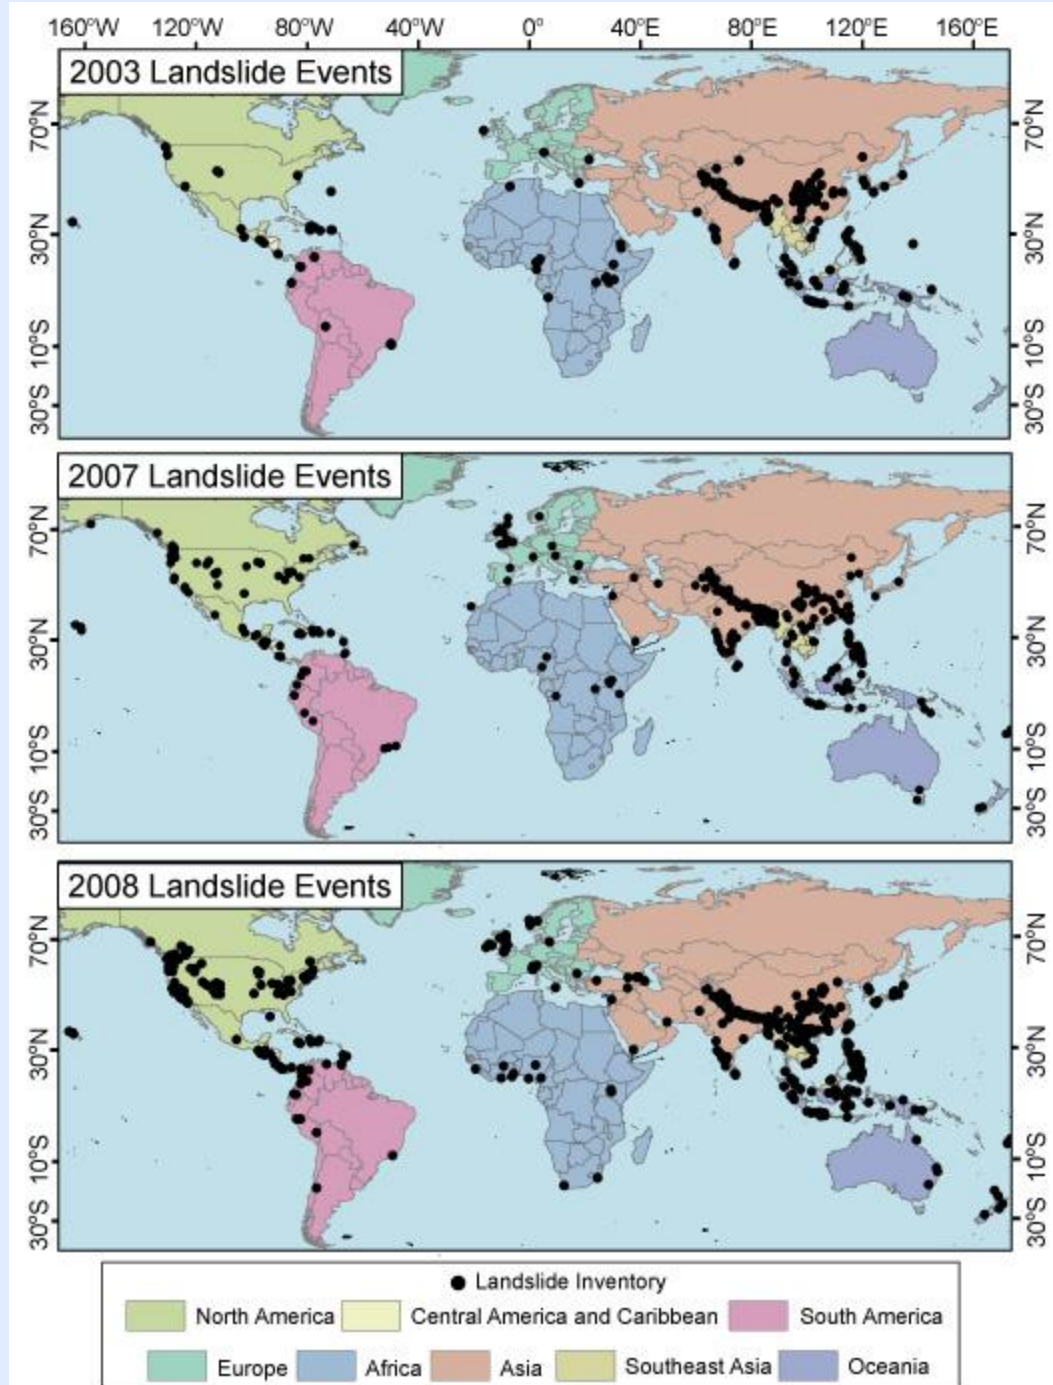 160°W 120°W 80°W 40°W 0° 40°E 80°E 120°E 160°E
2003 Landslide Events
70°N 70°N
30°N 30°N
10°S 10°S
30°S 30°S
2007 Landslide Events
70°N 70°N
30°N 30°N
10°S 10°S
30°S 30°S
2008 Landslide Events
70°N 70°N
30°N 30°N
10°S 10°S
30°S 30°S
Landslide Inventory
North America Central America and Caribbean South America
Europe Africa Asia Southeast Asia Oceania